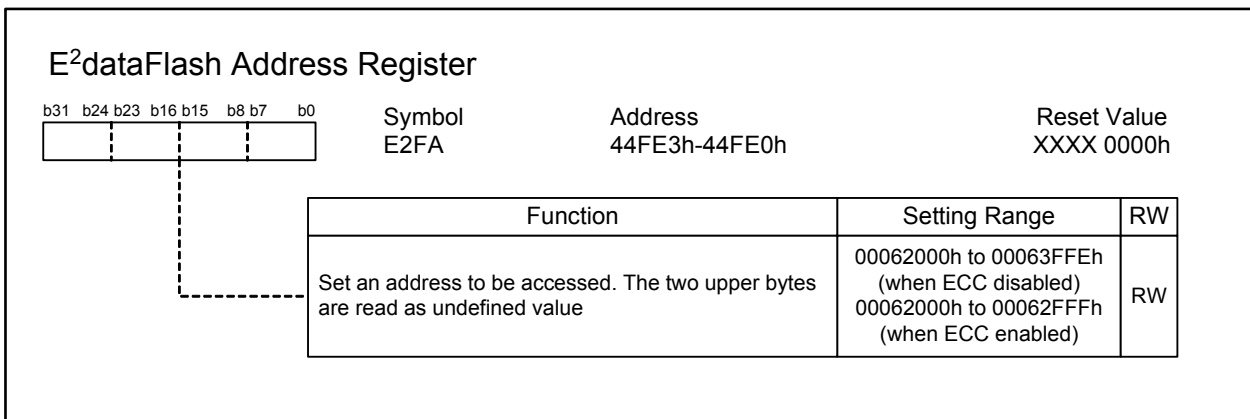 E²dataFlash Address Register
b31 b24 b23 b16 b15 b8 b7 b0
Symbol Address Reset Value
E2FA 44FE3h-44FE0h XXXX 0000h
Function Setting Range RW
Set an address to be accessed. The two upper bytes
are read as undefined value
00062000h to 00063FFEh
(when ECC disabled)
00062000h to 00062FFFh
(when ECC enabled)
RW